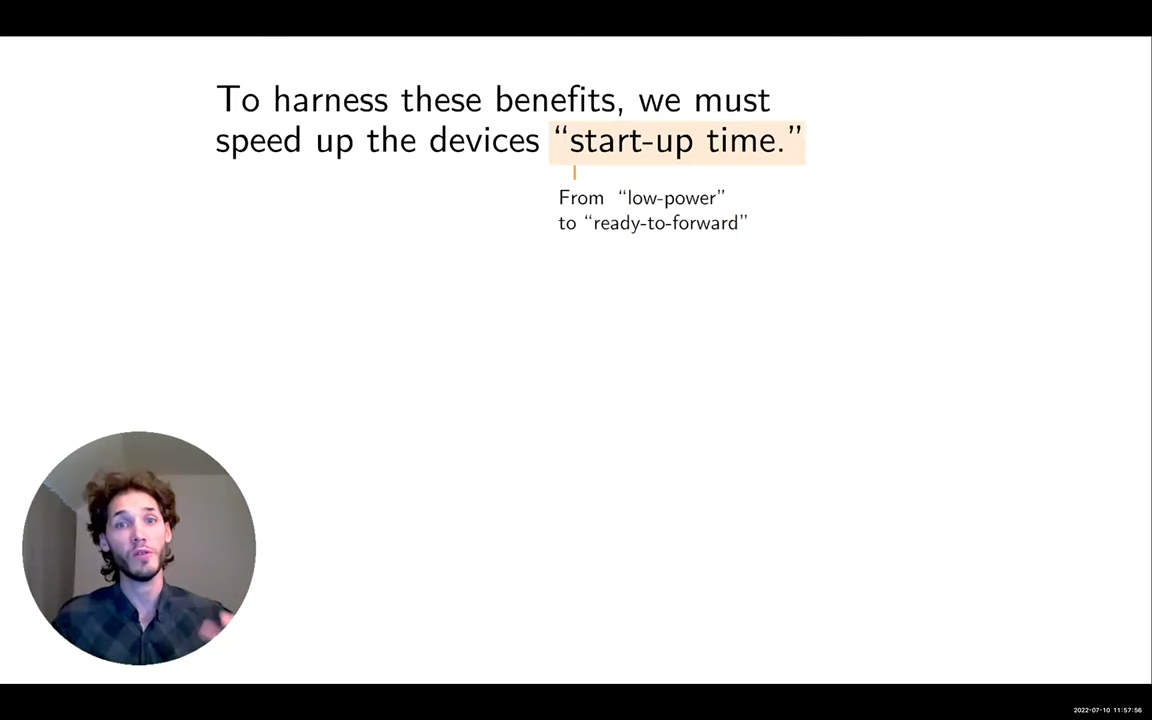 To harness these benefits, we must
speed up the devices “start-up time.”
From “low-power”
to “ready-to-forward”
2022-07-10 11:57:56